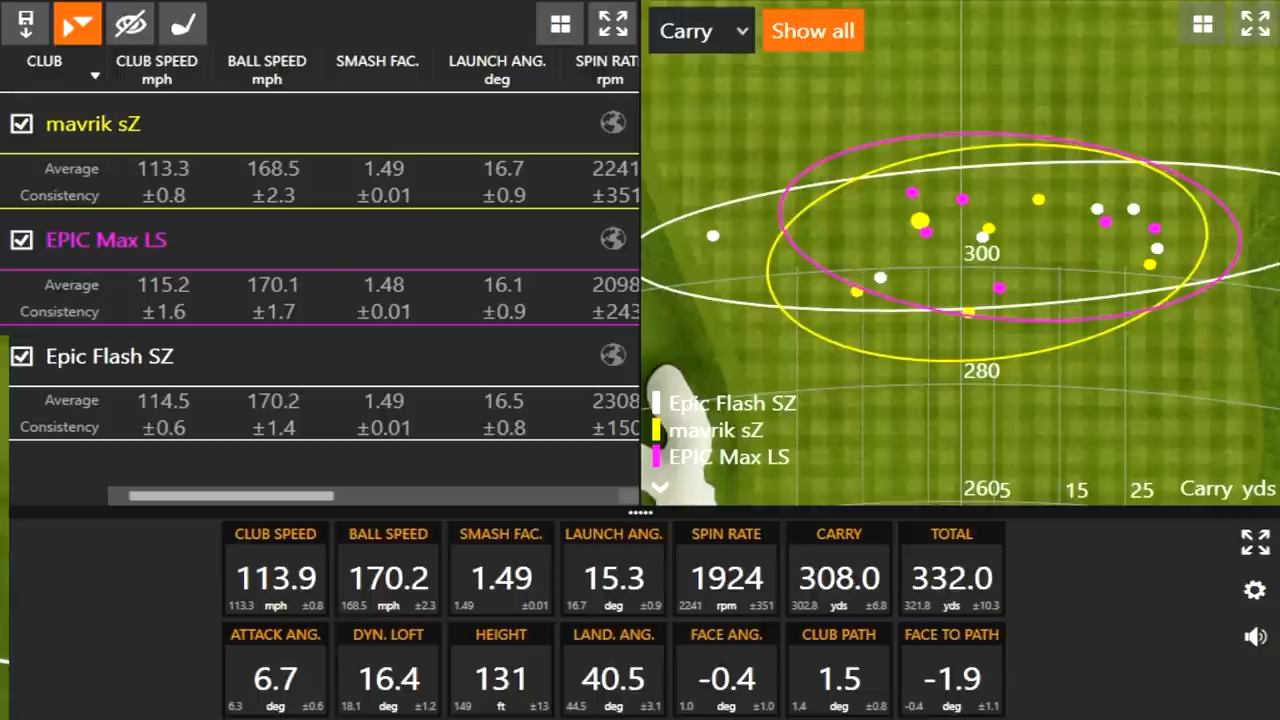 CLUB CLUB SPEED BALL SPEED SMASH FAC. LAUNCH ANG. SPIN RAT
mph mph deg rpm
mavrik sZ
Average 113.3 168.5 1.49 16.7 2241
Consistency ±0.8 ±2.3 ±0.01 ±0.9 ±351
EPIC Max LS
Average 115.2 170.1 1.48 16.1 2098
Consistency ±1.6 ±1.7 ±0.01 ±0.9 ±243
Epic Flash SZ
Average 114.5 170.2 1.49 16.5 2308
Consistency ±0.6 ±1.4 ±0.01 ±0.8 ±150
Carry Show all
300
280
Epic Flash SZ
mavrik sZ
EPIC Max LS
260 5 15 25 Carry yds
CLUB SPEED BALL SPEED SMASH FAC. LAUNCH ANG. SPIN RATE CARRY TOTAL
113.9 170.2 1.49 15.3 1924 308.0 332.0
113.3 mph ±0.8 168.5 mph ±2.3 1.49 ±0.01 16.7 deg ±0.9 2241 rpm ±351 302.8 yds ±6.8 321.8 yds ±10.3
ATTACK ANG. DYN. LOFT HEIGHT LAND. ANG. FACE ANG. CLUB PATH FACE TO PATH
6.7 16.4 131 40.5 -0.4 1.5 -1.9
6.3 deg ±0.6 18.1 deg ±1.2 149 ft ±13 44.5 deg ±3.1 1.0 deg ±1.0 1.4 deg ±0.8 -0.4 deg ±1.1